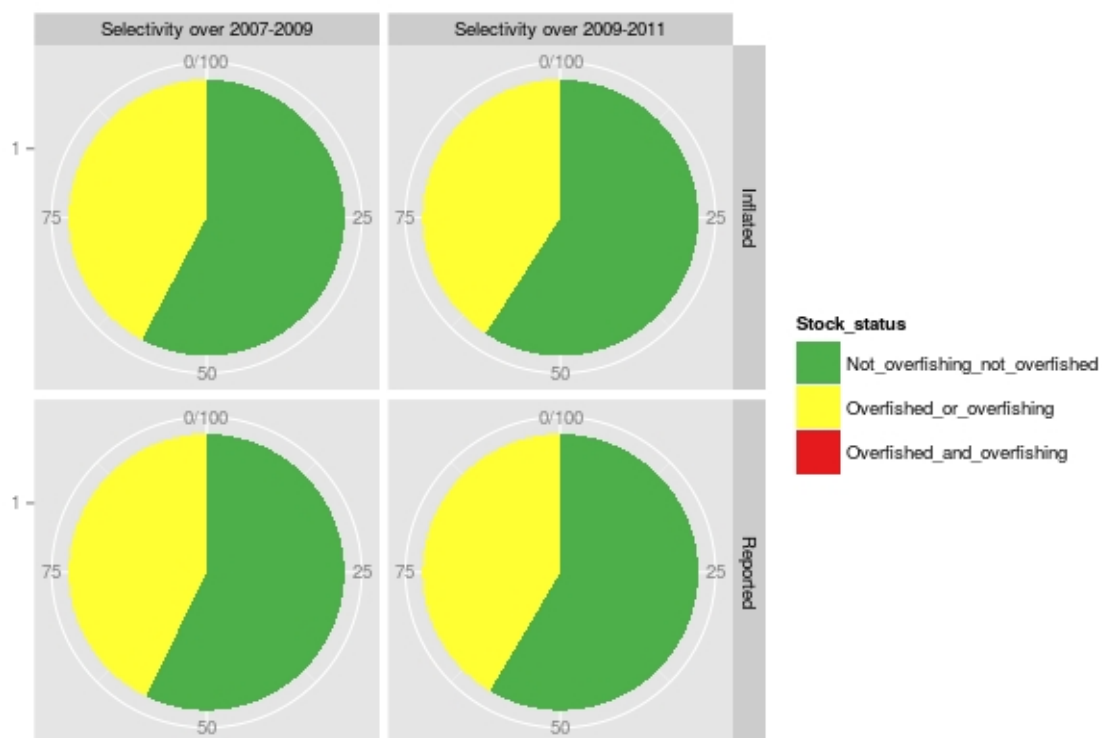 Selectivity over 2007-2009 Selectivity over 2009-2011
0/100 0/100
1
75 25 75 25
Inflated
50 50
Stock_status
Not_overfishing_not_overfished
Overfished_or_overfishing
Overfished_and_overfishing
0/100 0/100
1
75 25 75 25
Reported
50 50